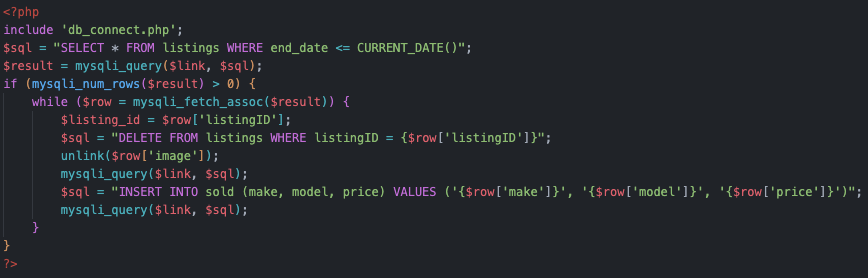 <?php
include 'db_connect.php';
$sql = "SELECT * FROM listings WHERE end_date <= CURRENT_DATE()";
$result = mysqli_query($link, $sql);
if (mysqli_num_rows($result) > 0) {
    while ($row = mysqli_fetch_assoc($result)) {
        $listing_id = $row['listingID'];
        $sql = "DELETE FROM listings WHERE listingID = {$row['listingID']}";
        unlink($row['image']);
        mysqli_query($link, $sql);
        $sql = "INSERT INTO sold (make, model, price) VALUES ('{$row['make']}', '{$row['model']}', '{$row['price']}')";
        mysqli_query($link, $sql);
    }
}
?>